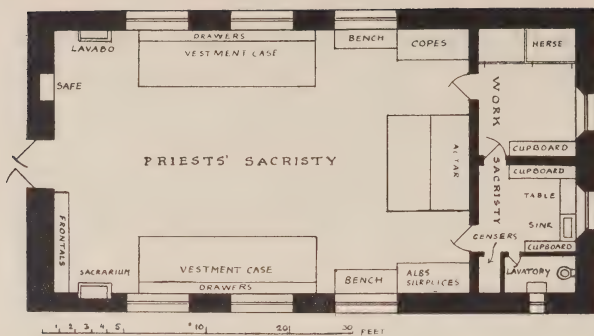 DRAWERS
VESTMENT CASE
LAVABO
BENCH
COPES
HERSE
SAFE
WORK SACRISTY
PRIESTS' SACRISTY
ALTAR
CUPBOARD
CUPBOARD
TABLE
SINK
CENSERS
CUPBOARD
FRONTALS
SACRARIUM
VESTMENT CASE
DRAWERS
BENCH
ALBS
SURPLICES
LAVATORY
1 2 3 4 5 10 20 30 FEET